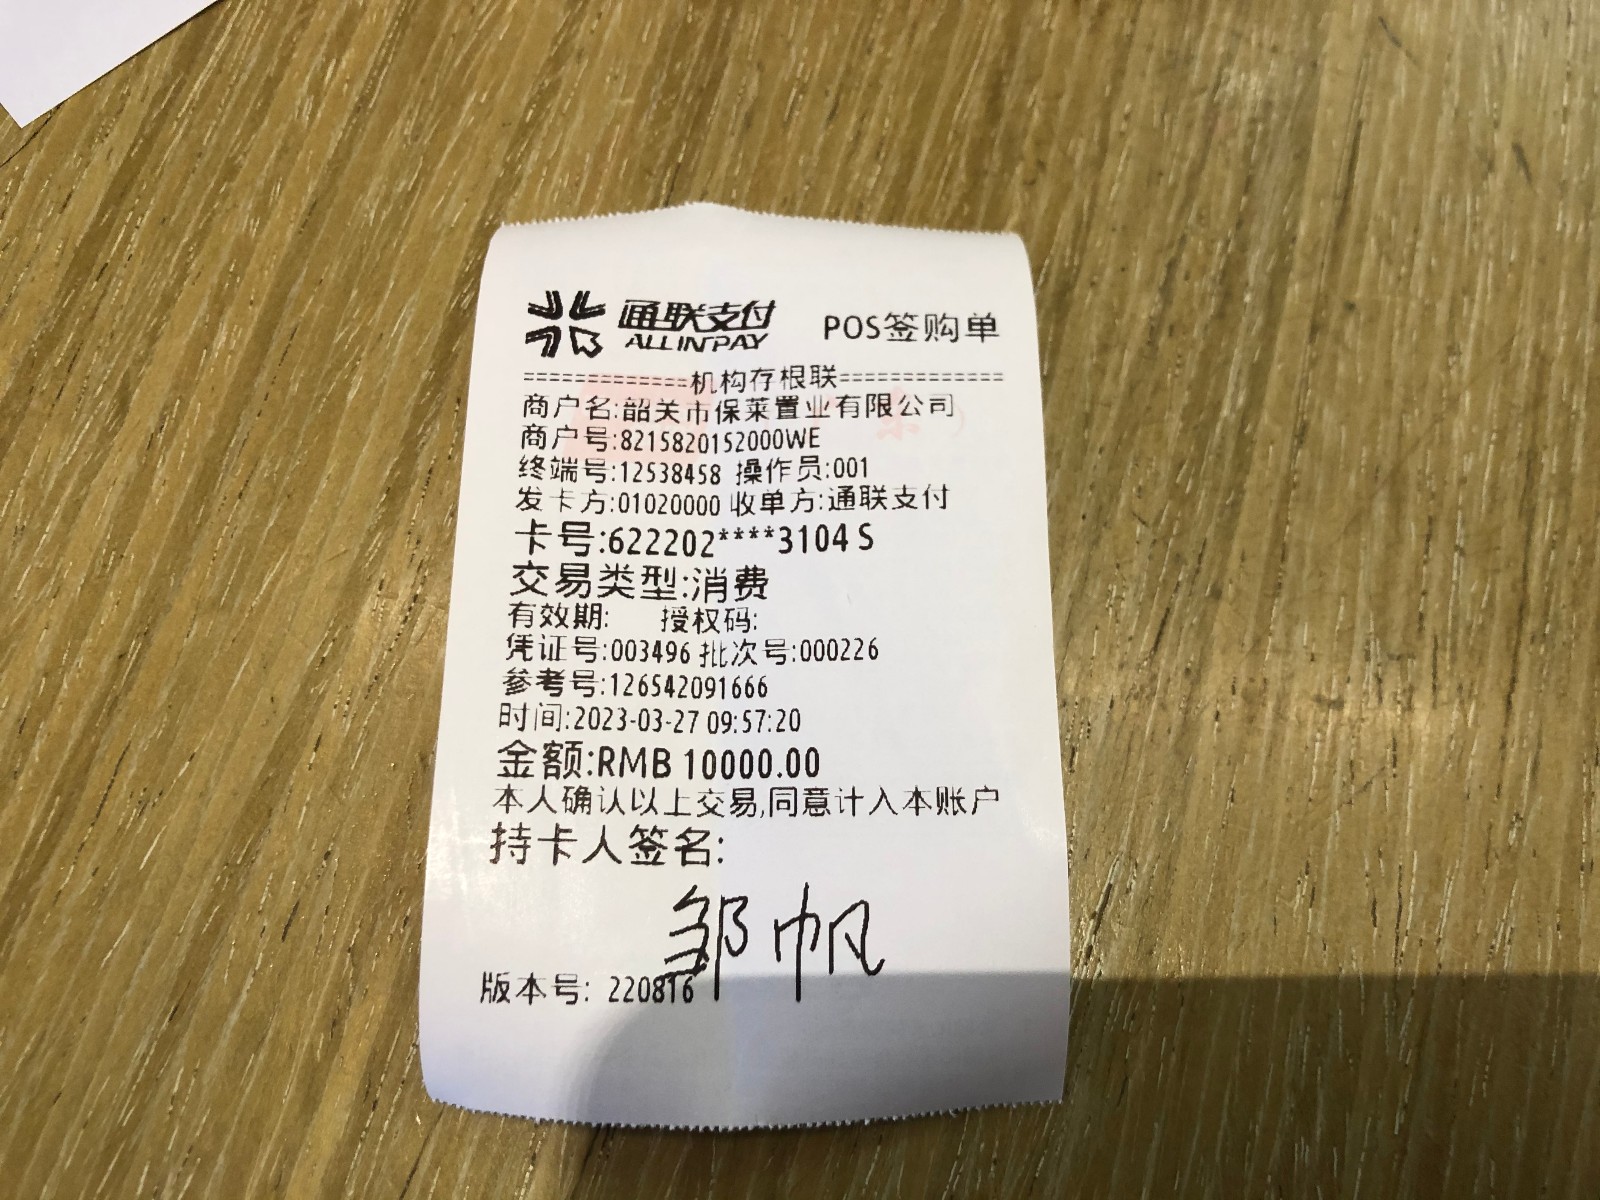 通联支付 POS签购单
ALLINPAY
=============机构存根联=============
商户名:韶关市保莱置业有限公司
商户号:8215820152000WE
终端号:12538458 操作员:001
发卡方:01020000 收单方:通联支付
卡号:622202****3104 S
交易类型:消费
有效期: 授权码:
凭证号:003496 批次号:000226
参考号:126542091666
时间:2023-03-27 09:57:20
金额:RMB 10000.00
本人确认以上交易,同意计入本账户
持卡人签名:
邹帆
版本号: 220816